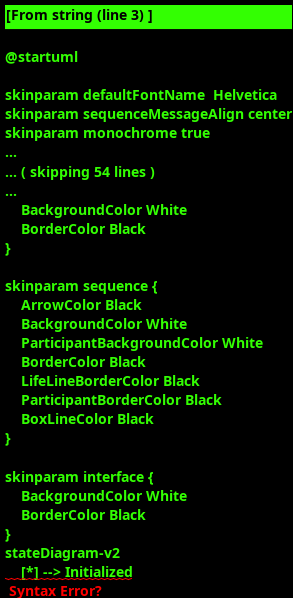 [From string (line 3) ]
@startuml
skinparam defaultFontName  Helvetica
skinparam sequenceMessageAlign center
skinparam monochrome true
...
... ( skipping 54 lines )
...
    BackgroundColor White
    BorderColor Black
}
skinparam sequence {
    ArrowColor Black
    BackgroundColor White
    ParticipantBackgroundColor White
    BorderColor Black
    LifeLineBorderColor Black
    ParticipantBorderColor Black
    BoxLineColor Black
}
skinparam interface {
    BackgroundColor White
    BorderColor Black
}
stateDiagram-v2
    [*] --> Initialized
 Syntax Error?